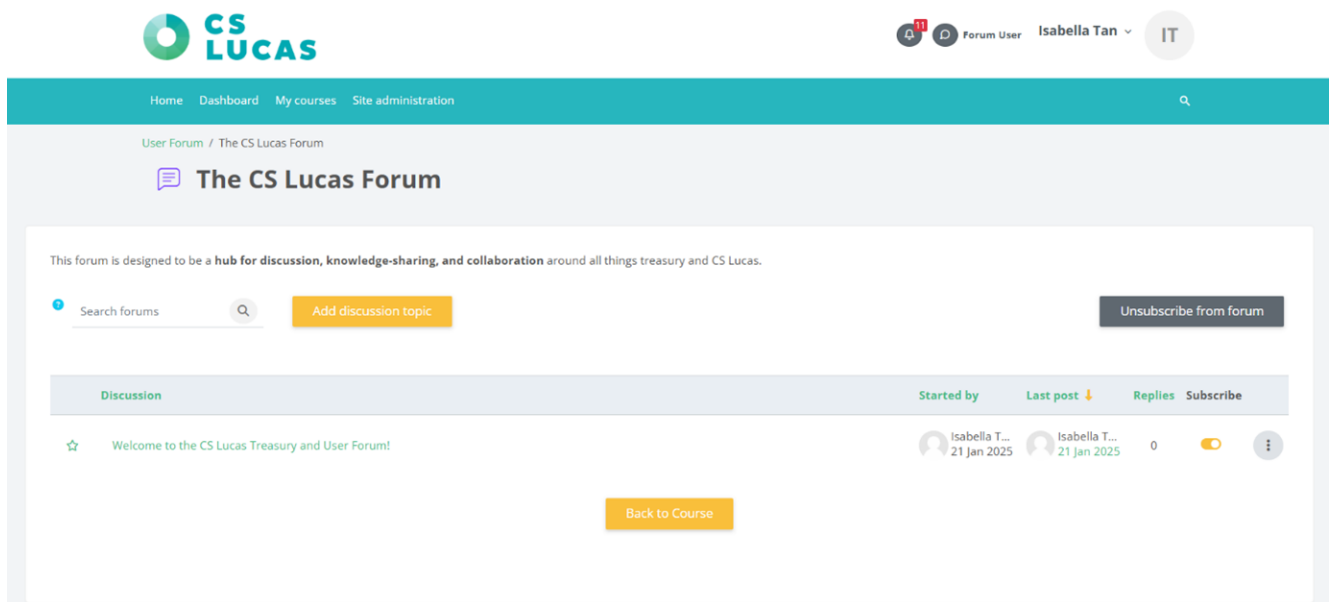 CS
LUCAS
11
Forum User
Isabella Tan
IT
Home Dashboard My courses Site administration
User Forum / The CS Lucas Forum
The CS Lucas Forum
This forum is designed to be a hub for discussion, knowledge-sharing, and collaboration around all things treasury and CS Lucas.
? Search forums
Add discussion topic
Unsubscribe from forum
Discussion Started by Last post Replies Subscribe
Welcome to the CS Lucas Treasury and User Forum! Isabella T... Isabella T... 0
21 Jan 2025 21 Jan 2025
Back to Course